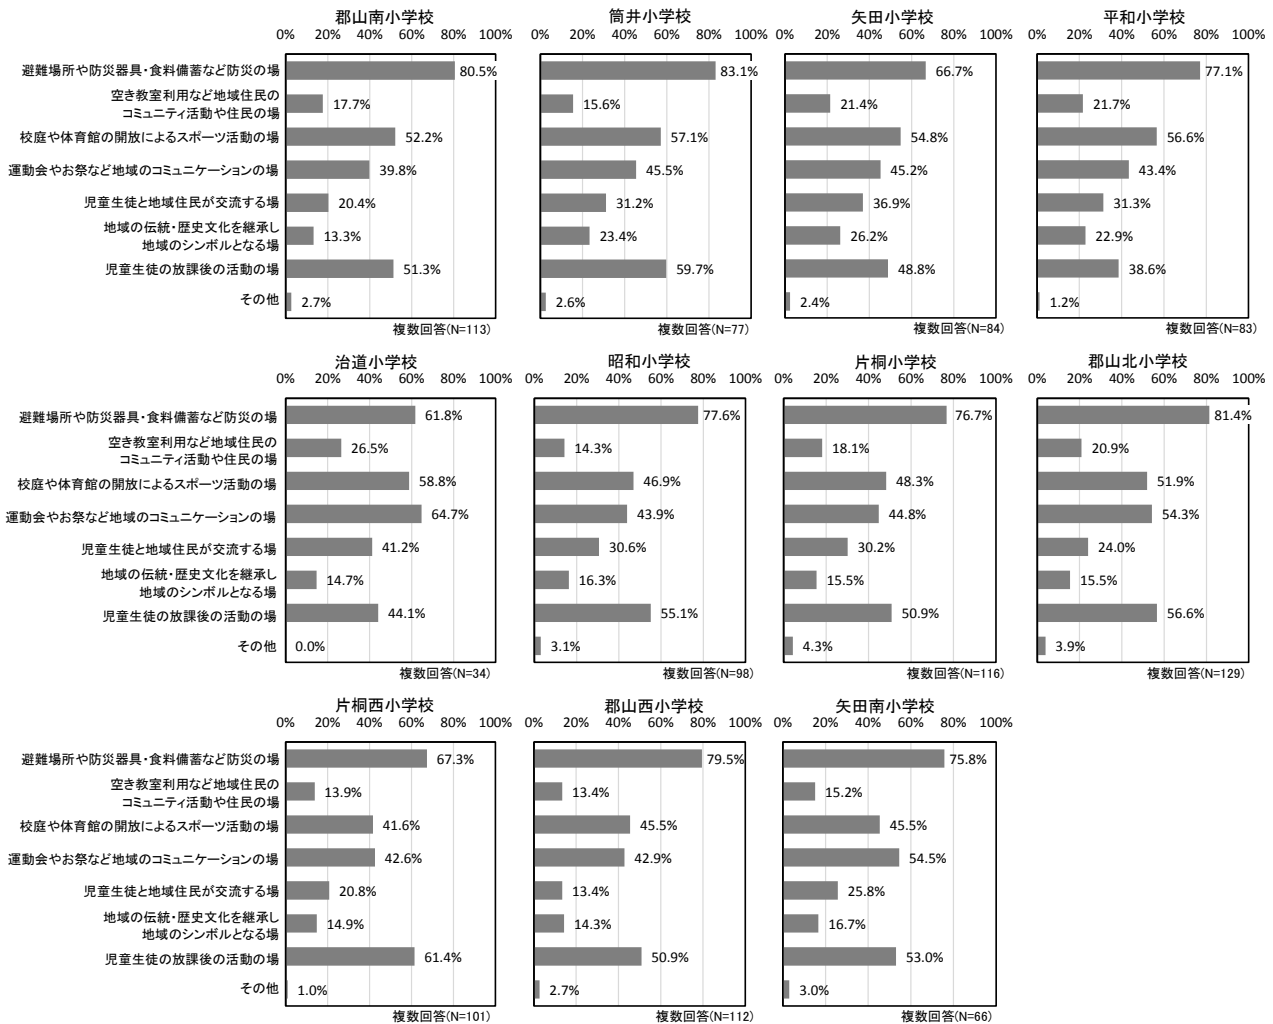 郡山南小学校
0% 20% 40% 60% 80% 100%
避難場所や防災器具・食料備蓄など防災の場
80.5%
空き教室利用など地域住民の
コミュニティ活動や住民の場
17.7%
校庭や体育館の開放によるスポーツ活動の場
52.2%
運動会やお祭など地域のコミュニケーションの場
39.8%
児童生徒と地域住民が交流する場
20.4%
地域の伝統・歴史文化を継承し
地域のシンボルとなる場
13.3%
児童生徒の放課後の活動の場
51.3%
その他
2.7%
複数回答(N=113)
筒井小学校
0% 20% 40% 60% 80% 100%
83.1%
15.6%
57.1%
45.5%
31.2%
23.4%
59.7%
2.6%
複数回答(N=77)
矢田小学校
0% 20% 40% 60% 80% 100%
66.7%
21.4%
54.8%
45.2%
36.9%
26.2%
48.8%
2.4%
複数回答(N=84)
平和小学校
0% 20% 40% 60% 80% 100%
77.1%
21.7%
56.6%
43.4%
31.3%
22.9%
38.6%
1.2%
複数回答(N=83)
治道小学校
0% 20% 40% 60% 80% 100%
避難場所や防災器具・食料備蓄など防災の場
61.8%
空き教室利用など地域住民の
コミュニティ活動や住民の場
26.5%
校庭や体育館の開放によるスポーツ活動の場
58.8%
運動会やお祭など地域のコミュニケーションの場
64.7%
児童生徒と地域住民が交流する場
41.2%
地域の伝統・歴史文化を継承し
地域のシンボルとなる場
14.7%
児童生徒の放課後の活動の場
44.1%
その他
0.0%
複数回答(N=34)
昭和小学校
0% 20% 40% 60% 80% 100%
77.6%
14.3%
46.9%
43.9%
30.6%
16.3%
55.1%
3.1%
複数回答(N=98)
片桐小学校
0% 20% 40% 60% 80% 100%
76.7%
18.1%
48.3%
44.8%
30.2%
15.5%
50.9%
4.3%
複数回答(N=116)
郡山北小学校
0% 20% 40% 60% 80% 100%
81.4%
20.9%
51.9%
54.3%
24.0%
15.5%
56.6%
3.9%
複数回答(N=129)
片桐西小学校
0% 20% 40% 60% 80% 100%
避難場所や防災器具・食料備蓄など防災の場
67.3%
空き教室利用など地域住民の
コミュニティ活動や住民の場
13.9%
校庭や体育館の開放によるスポーツ活動の場
41.6%
運動会やお祭など地域のコミュニケーションの場
42.6%
児童生徒と地域住民が交流する場
20.8%
地域の伝統・歴史文化を継承し
地域のシンボルとなる場
14.9%
児童生徒の放課後の活動の場
61.4%
その他
1.0%
複数回答(N=101)
郡山西小学校
0% 20% 40% 60% 80% 100%
79.5%
13.4%
45.5%
42.9%
13.4%
14.3%
50.9%
2.7%
複数回答(N=112)
矢田南小学校
0% 20% 40% 60% 80% 100%
75.8%
15.2%
45.5%
54.5%
25.8%
16.7%
53.0%
3.0%
複数回答(N=66)